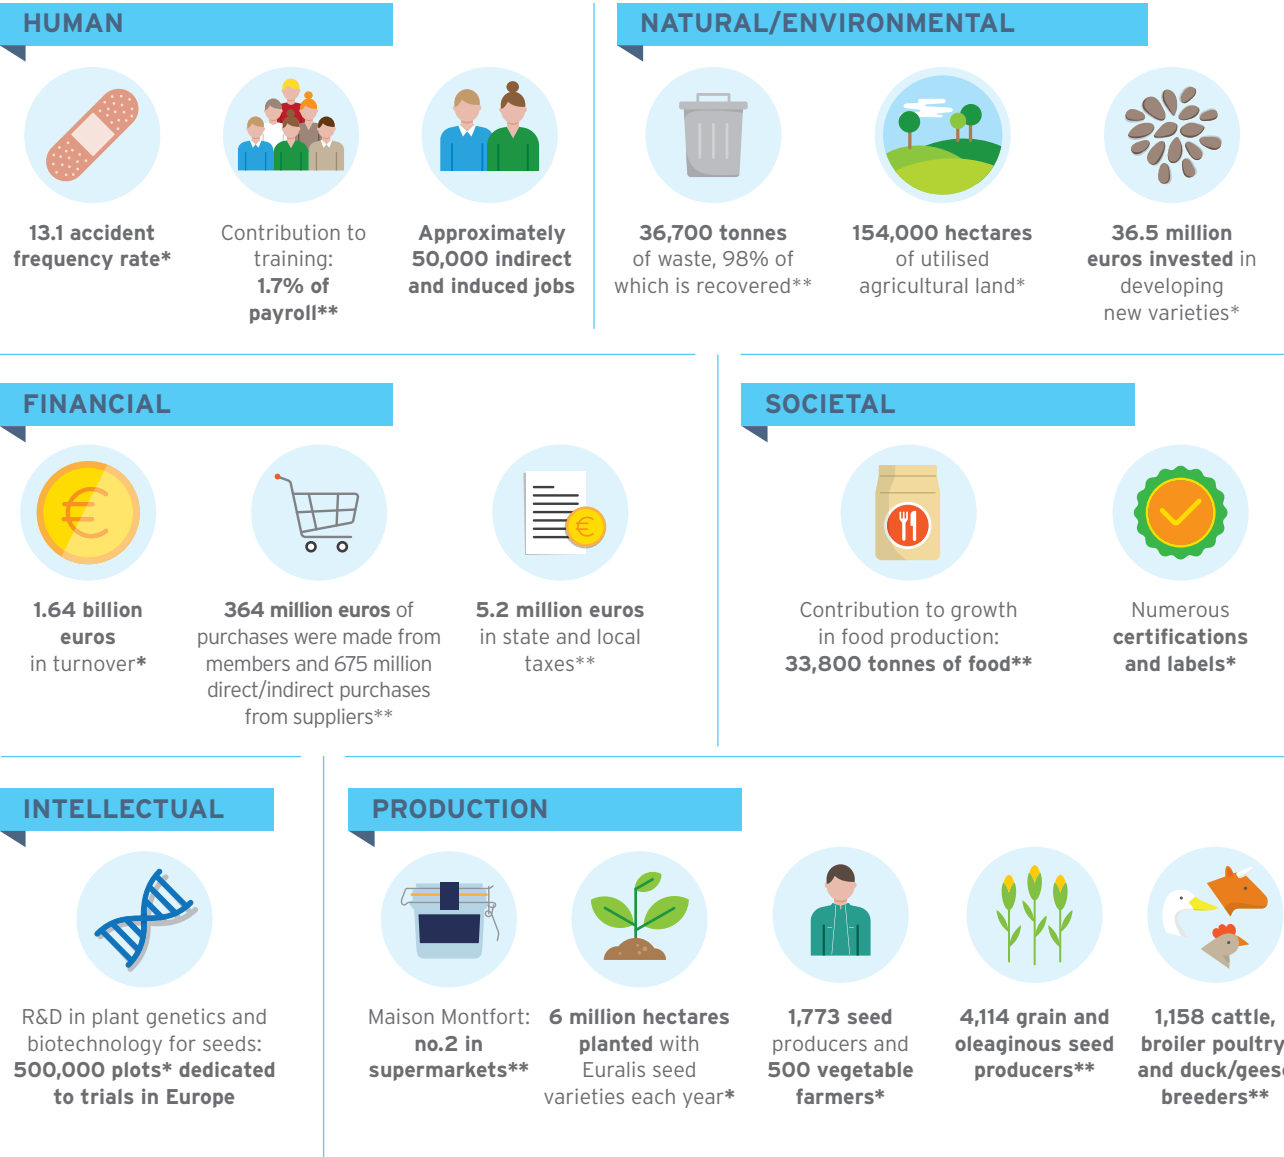 HUMAN
13.1 accident
frequency rate*
Contribution to
training:
1.7% of
payroll**
Approximately
50,000 indirect
and induced jobs
NATURAL/ENVIRONMENTAL
36,700 tonnes
of waste, 98% of
which is recovered**
154,000 hectares
of utilised
agricultural land*
36.5 million
euros invested in
developing
new varieties*
FINANCIAL
1.64 billion
euros
in turnover*
364 million euros of
purchases were made from
members and 675 million
direct/indirect purchases
from suppliers**
5.2 million euros
in state and local
taxes**
SOCIETAL
Contribution to growth
in food production:
33,800 tonnes of food**
Numerous
certifications
and labels*
INTELLECTUAL
R&D in plant genetics and
biotechnology for seeds:
500,000 plots* dedicated
to trials in Europe
PRODUCTION
Maison Montfort:
no.2 in
supermarkets**
6 million hectares
planted with
Euralis seed
varieties each year*
1,773 seed
producers and
500 vegetable
farmers*
4,114 grain and
oleaginous seed
producers**
1,158 cattle,
broiler poultry
and duck/geese
breeders**